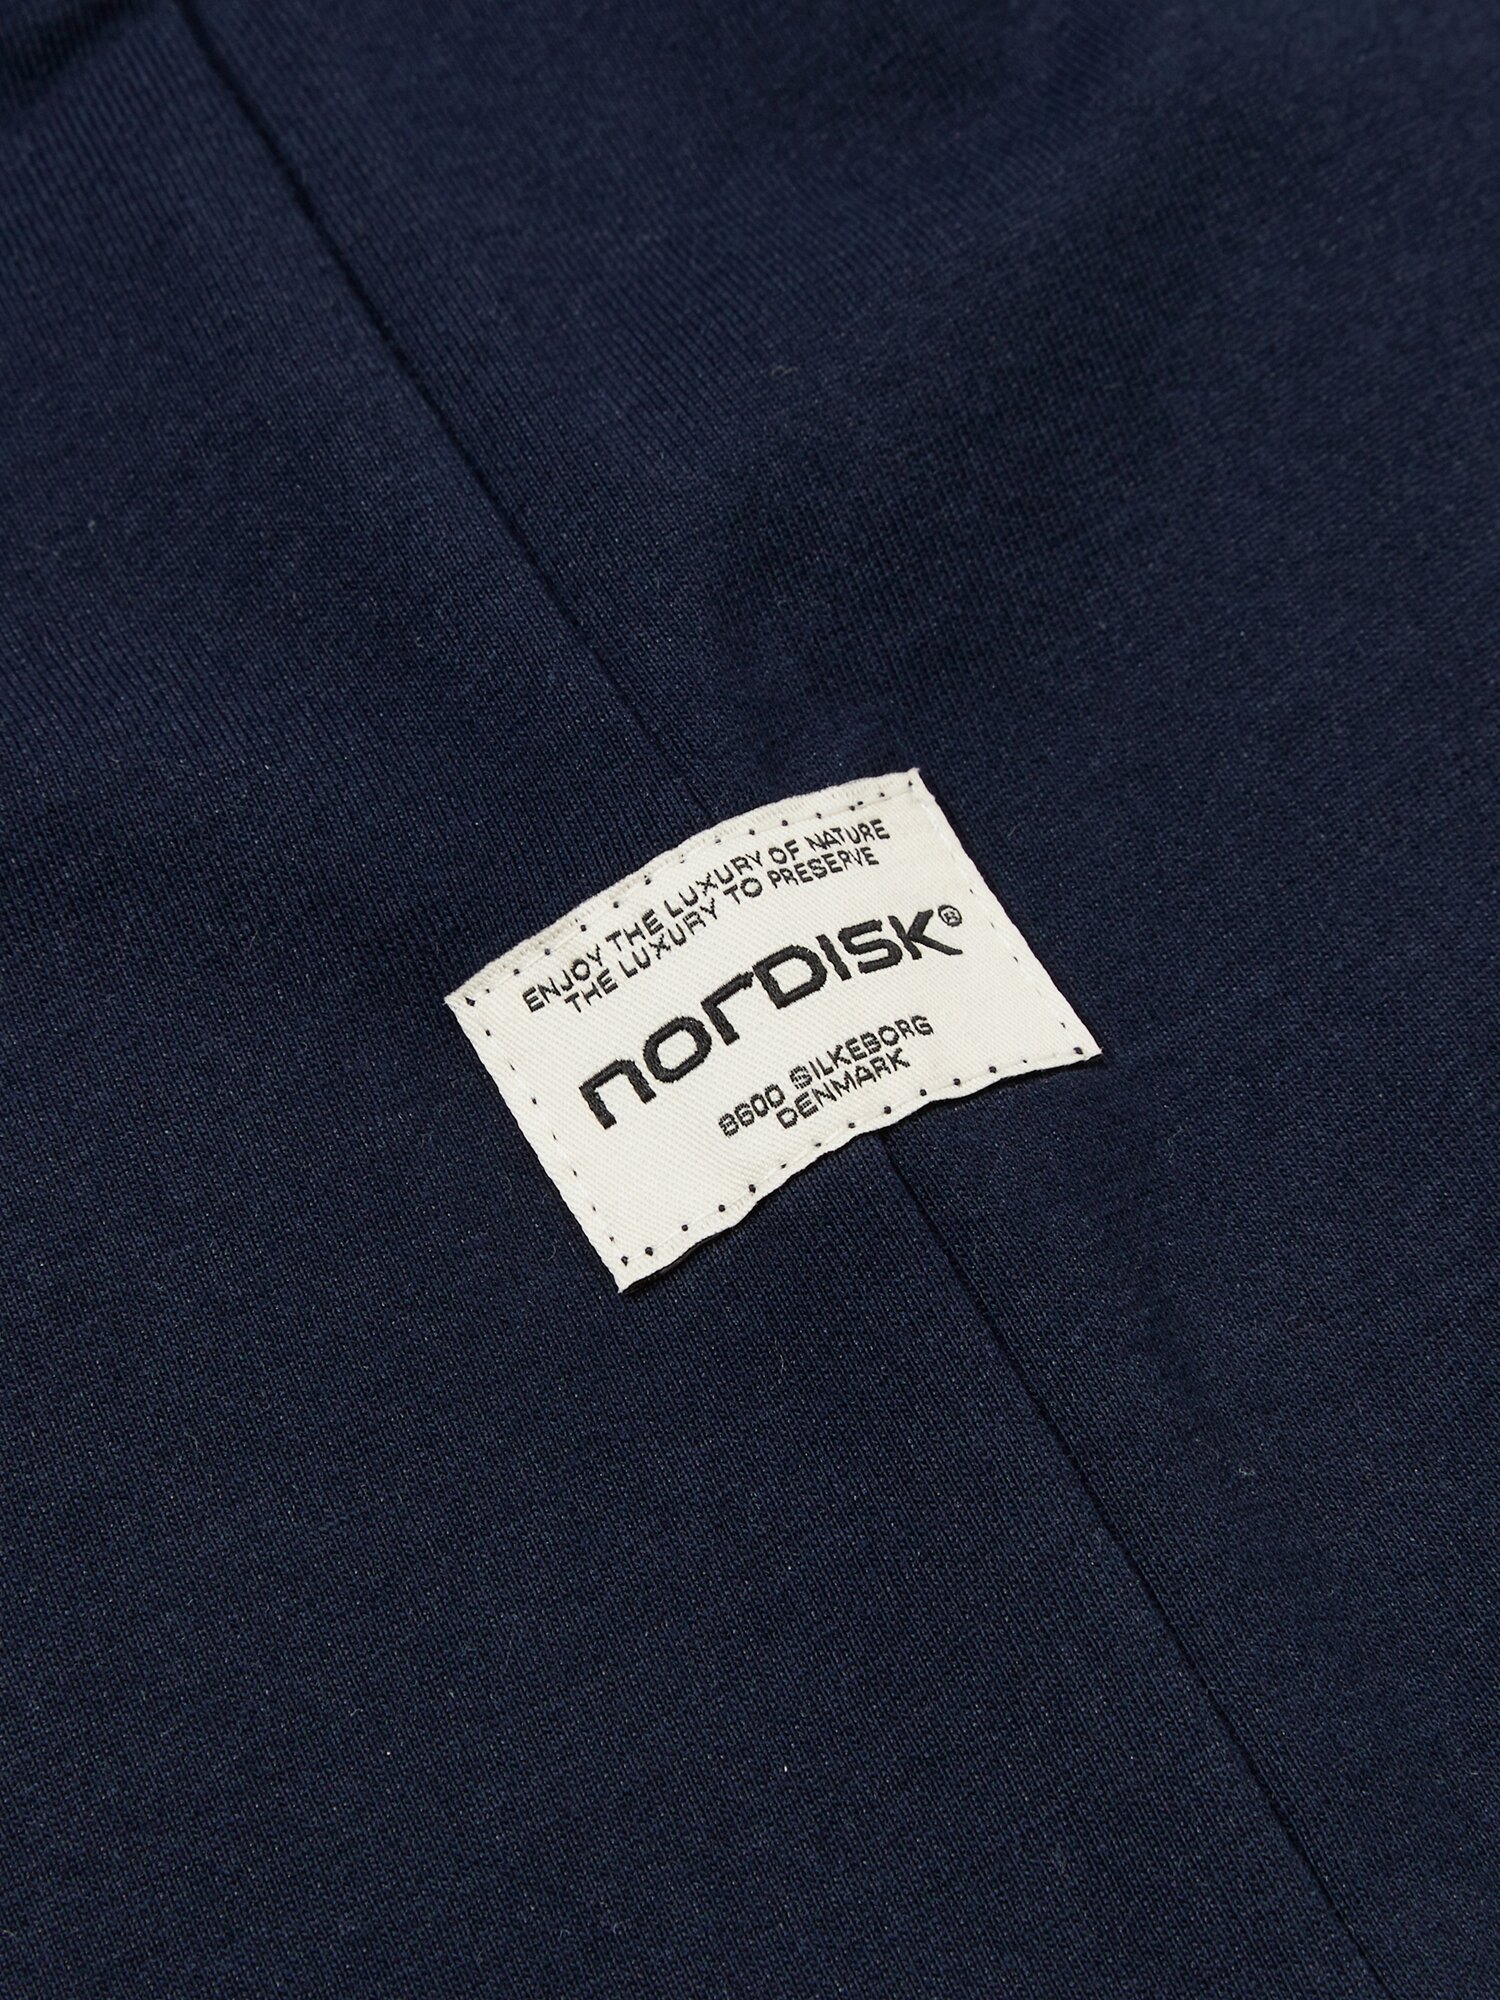 ENJOY THE LUXURY OF NATURE
THE LUXURY TO PRESERVE
norDISK®
8600 SILKEBORG
DENMARK